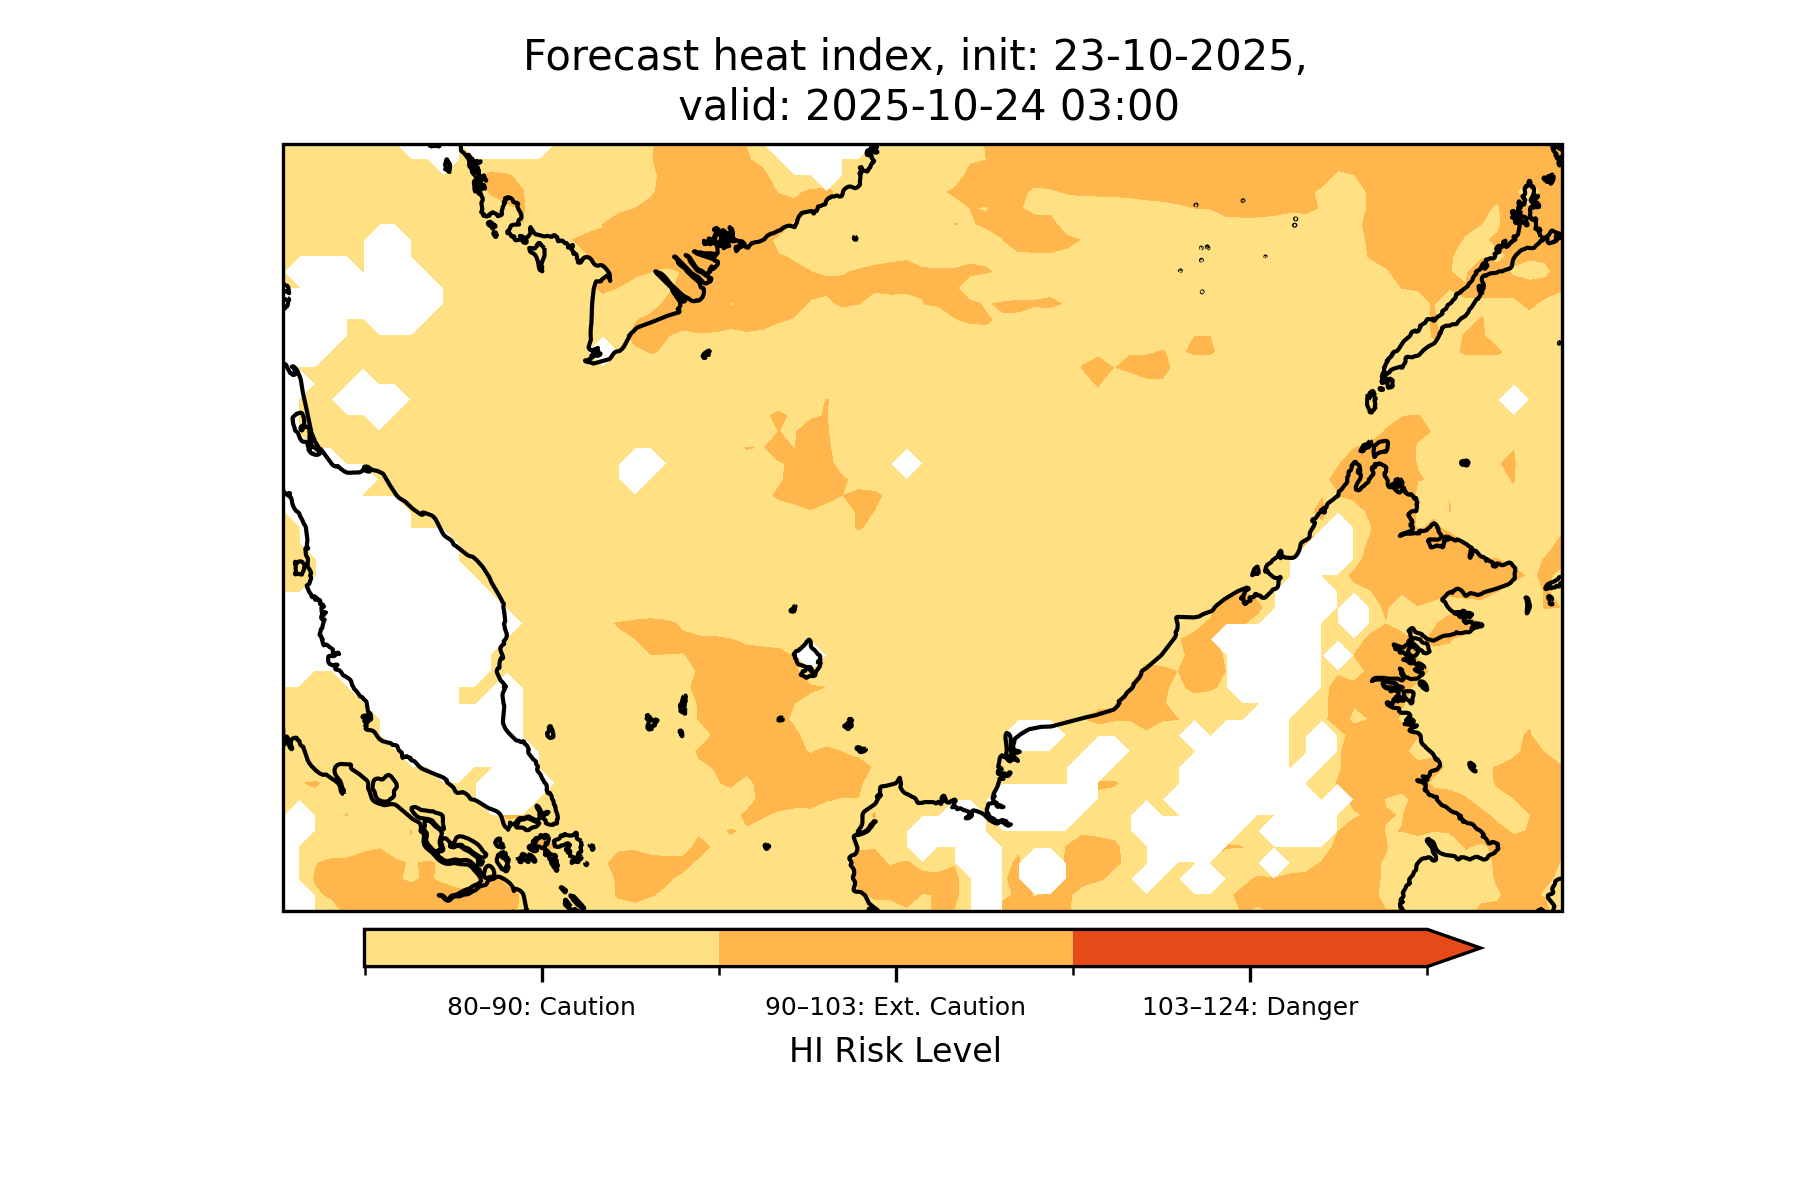 Forecast heat index, init: 23-10-2025,
valid: 2025-10-24 03:00
80–90: Caution
90–103: Ext. Caution
103–124: Danger
HI Risk Level